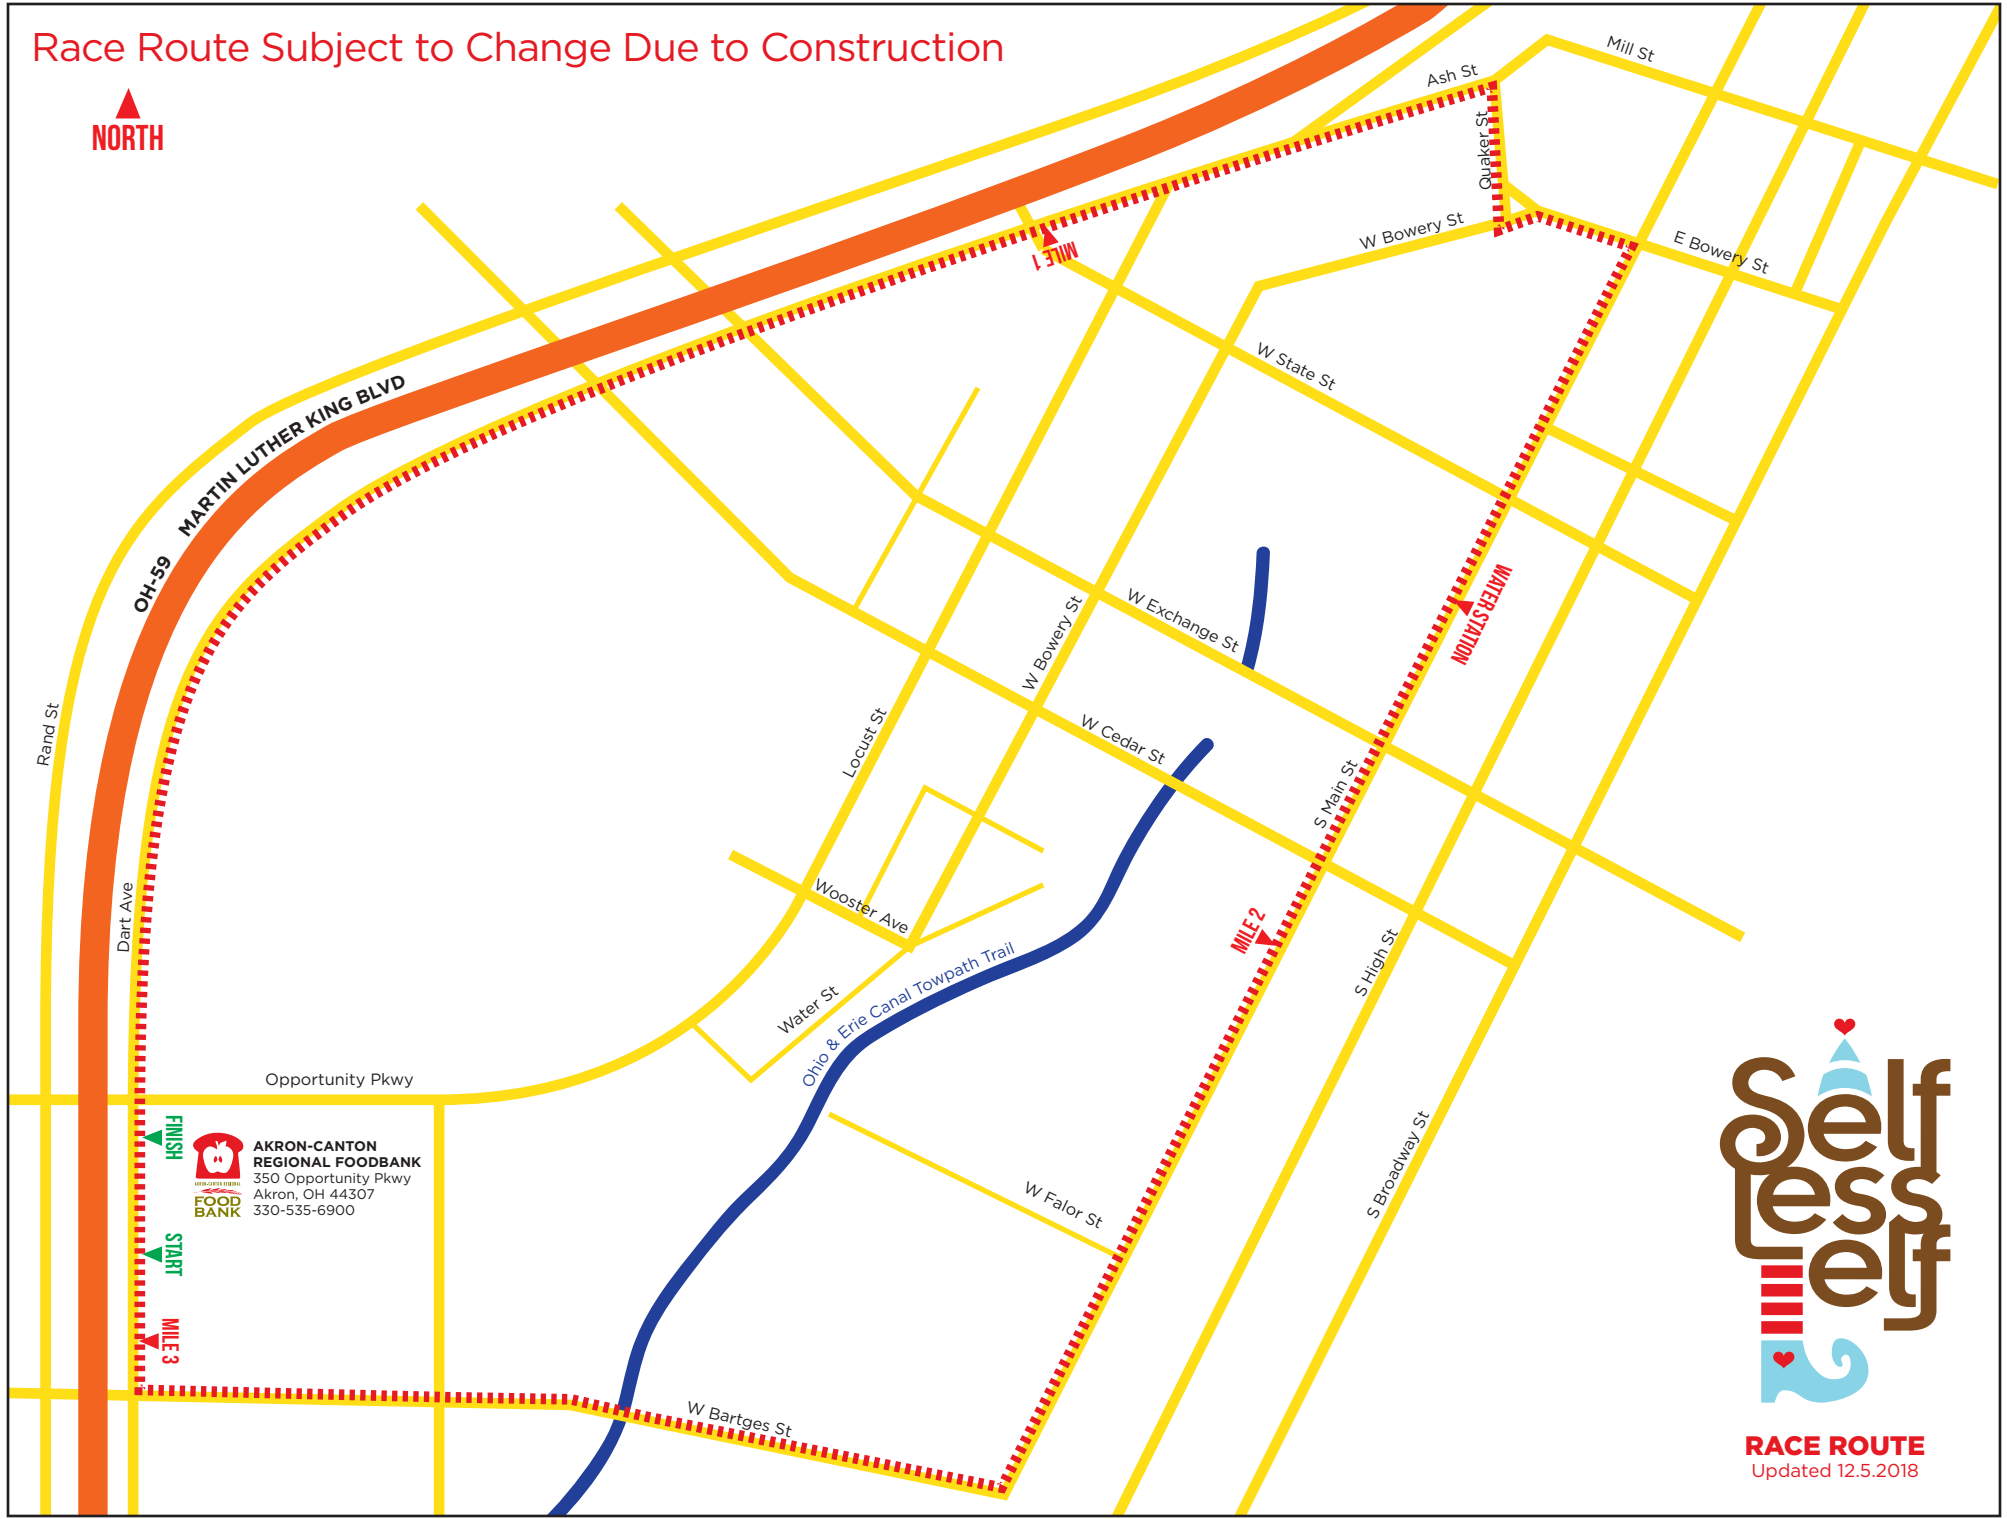 Race Route Subject to Change Due to Construction
NORTH
Mill St
Ash St
Quaker St
W Bowery St
E Bowery St
MILE 1
W State St
MARTIN LUTHER KING BLVD
OH-59
WATER STATION
W Exchange St
W Bowery St
Rand St
Locust St
W Cedar St
S Main St
Dart Ave
Wooster Ave
MILE 2
S High St
Ohio & Erie Canal Towpath Trail
Water St
Opportunity Pkwy
FINISH
AKRON-CANTON
REGIONAL FOODBANK
350 Opportunity Pkwy
Akron, OH 44307
330-535-6900
AKRON-CANTON REGIONAL
FOOD
BANK
START
MILE 3
W Falor St
S Broadway St
W Bartges St
Self
Less
elf
RACE ROUTE
Updated 12.5.2018